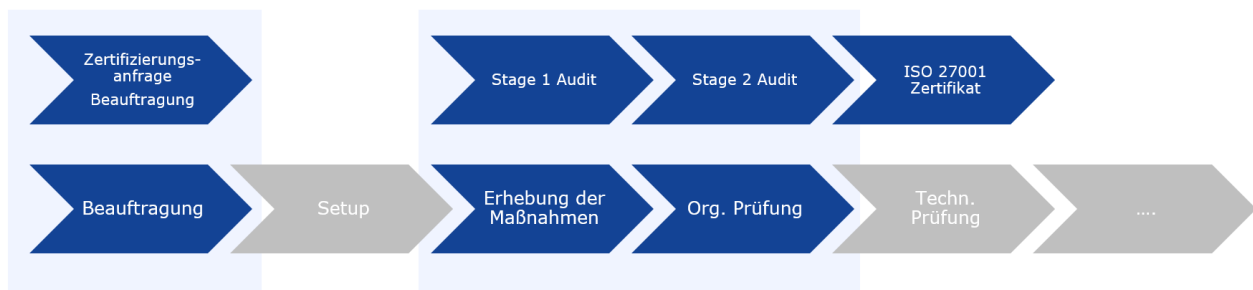 Zertifizierungs-
anfrage
Beauftragung
Stage 1 Audit
Stage 2 Audit
ISO 27001
Zertifikat
Beauftragung
Setup
Erhebung der
Maßnahmen
Org. Prüfung
Techn.
Prüfung
....